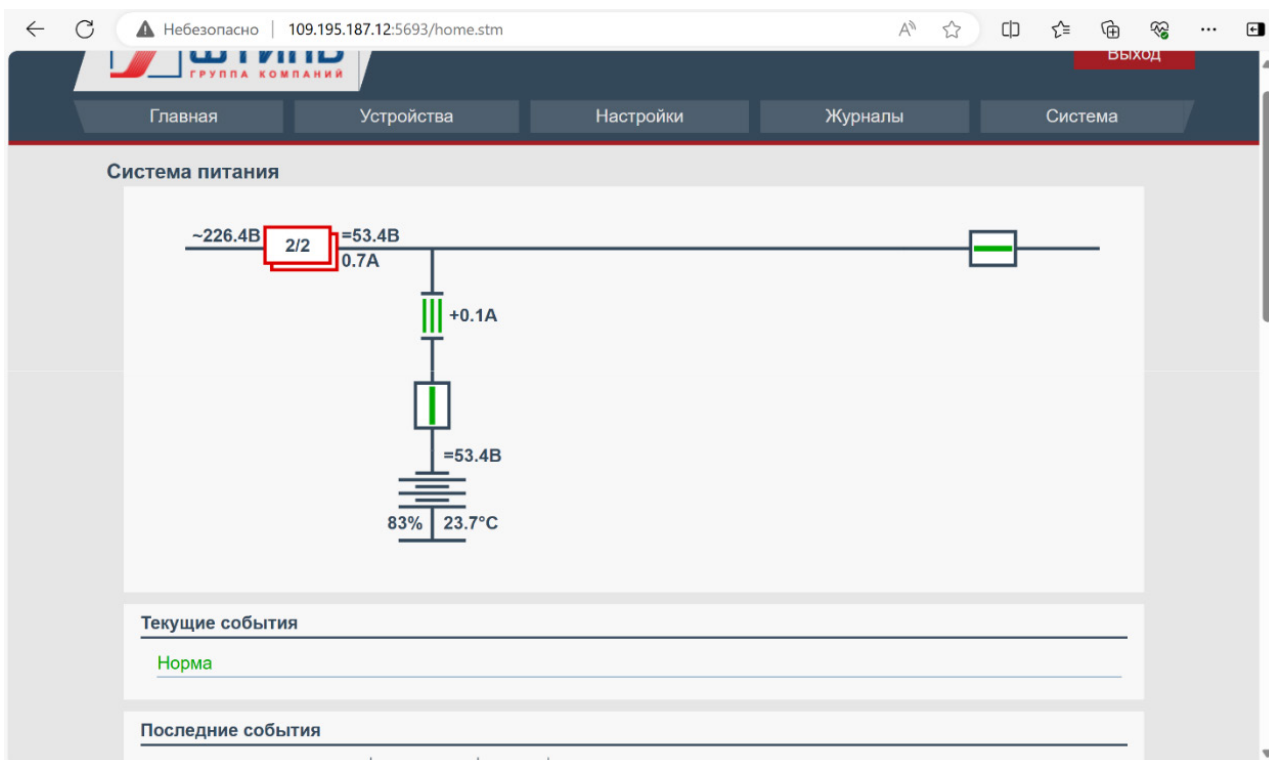 Небезопасно 109.195.187.12:5693/home.stm
ШТИЛЬ
ГРУППА КОМПАНИЙ
Выход
Главная Устройства Настройки Журналы Система
Система питания
~226.4В 2/2 =53.4В
0.7А
+0.1А
=53.4В
83% 23.7°C
Текущие события
Норма
Последние события